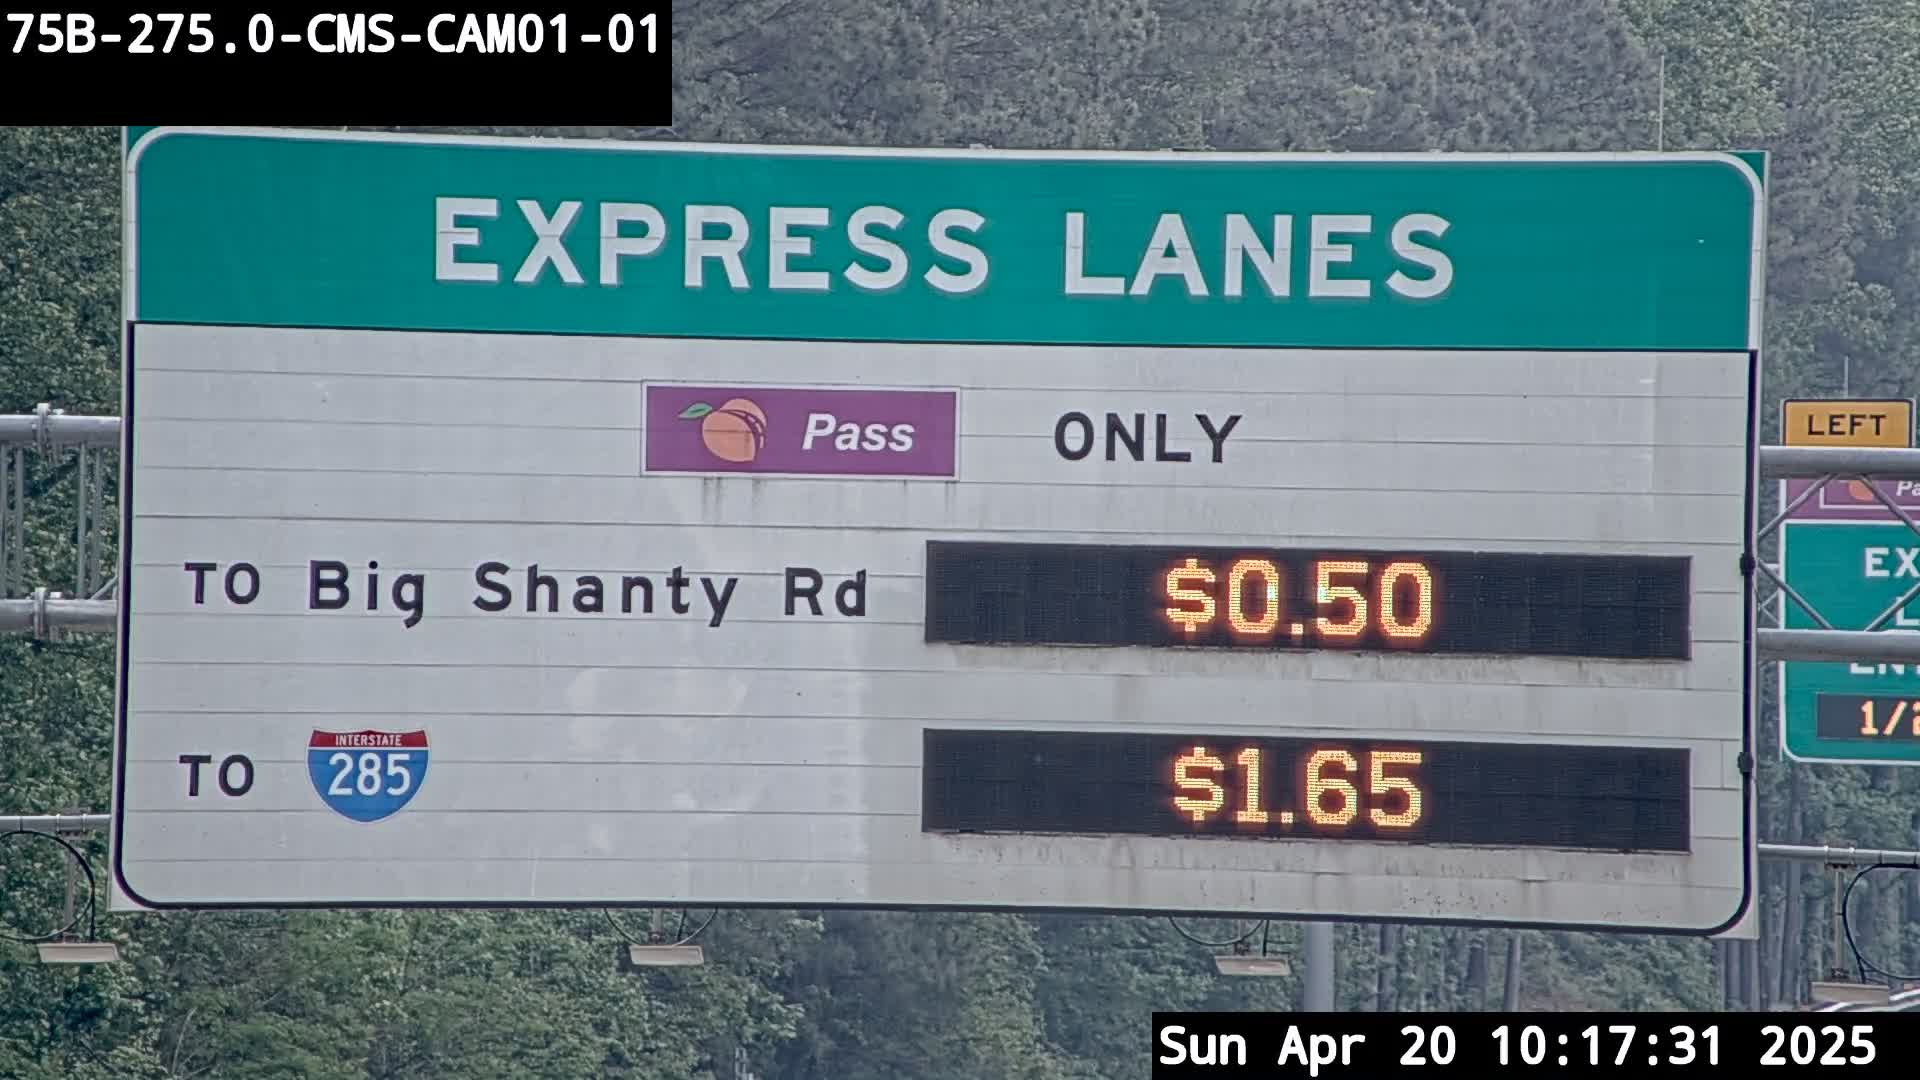 75B-275.0-CMS-CAM01-01
EXPRESS LANES
Pass ONLY
LEFT
TO Big Shanty Rd $0.50
TO INTERSTATE 285 $1.65
Sun Apr 20 10:17:31 2025